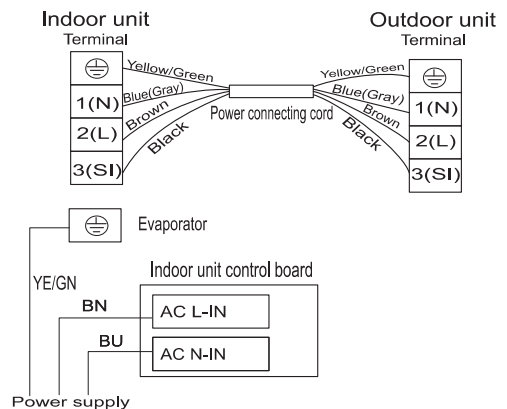 Indoor unit
Terminal
Outdoor unit
Terminal
Yellow/Green
Yellow/Green
1(N)
Blue(Gray)
Blue(Gray)
1(N)
Power connecting cord
2(L)
Brown
Brown
2(L)
3(SI)
Black
Black
3(SI)
Evaporator
YE/GN
Indoor unit control board
BN
AC L-IN
BU
AC N-IN
Power supply